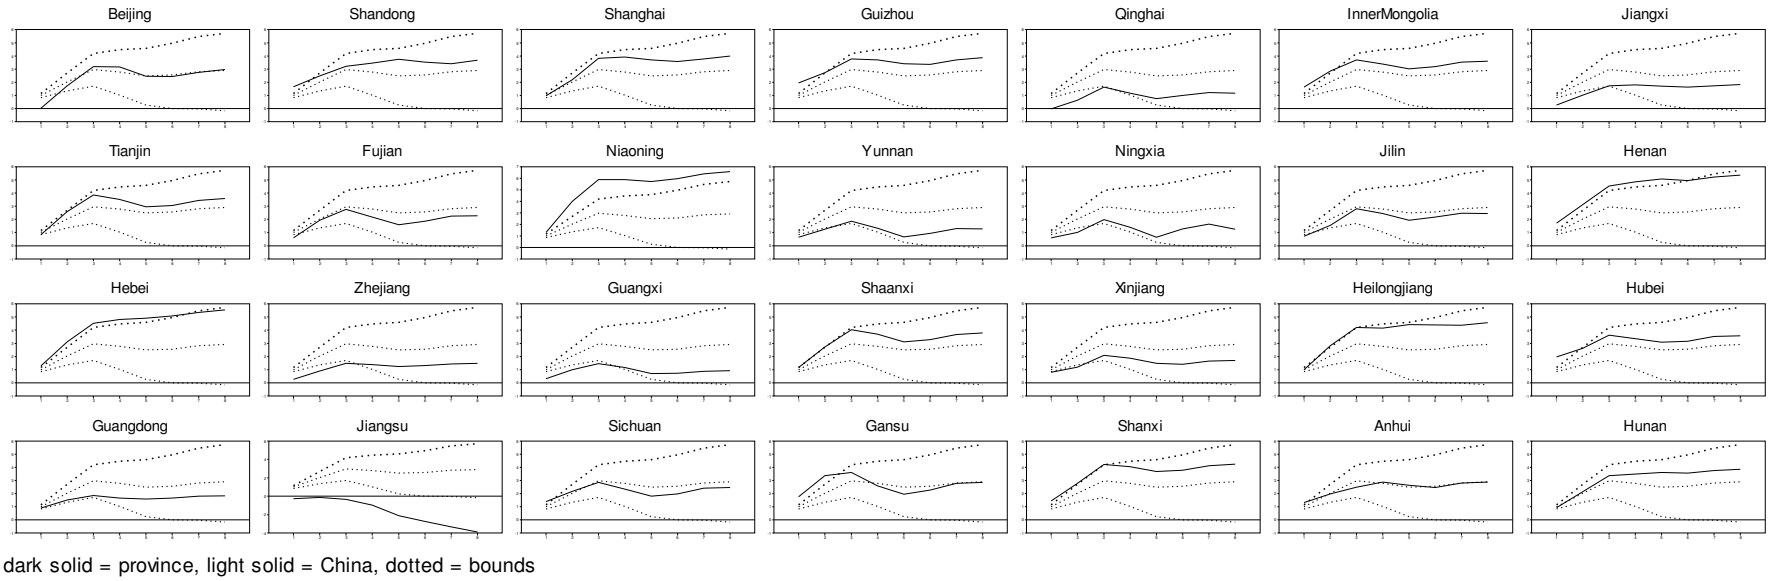 Beijing Shandong Shanghai Guizhou Qinghai InnerMongolia Jiangxi
Tianjin Fujian Niaoning Yunnan Ningxia Jilin Henan
Hebei Zhejiang Guangxi Shaanxi Xinjiang Heilongjiang Hubei
Guangdong Jiangsu Sichuan Gansu Shanxi Anhui Hunan
dark solid = province, light solid = China, dotted = bounds